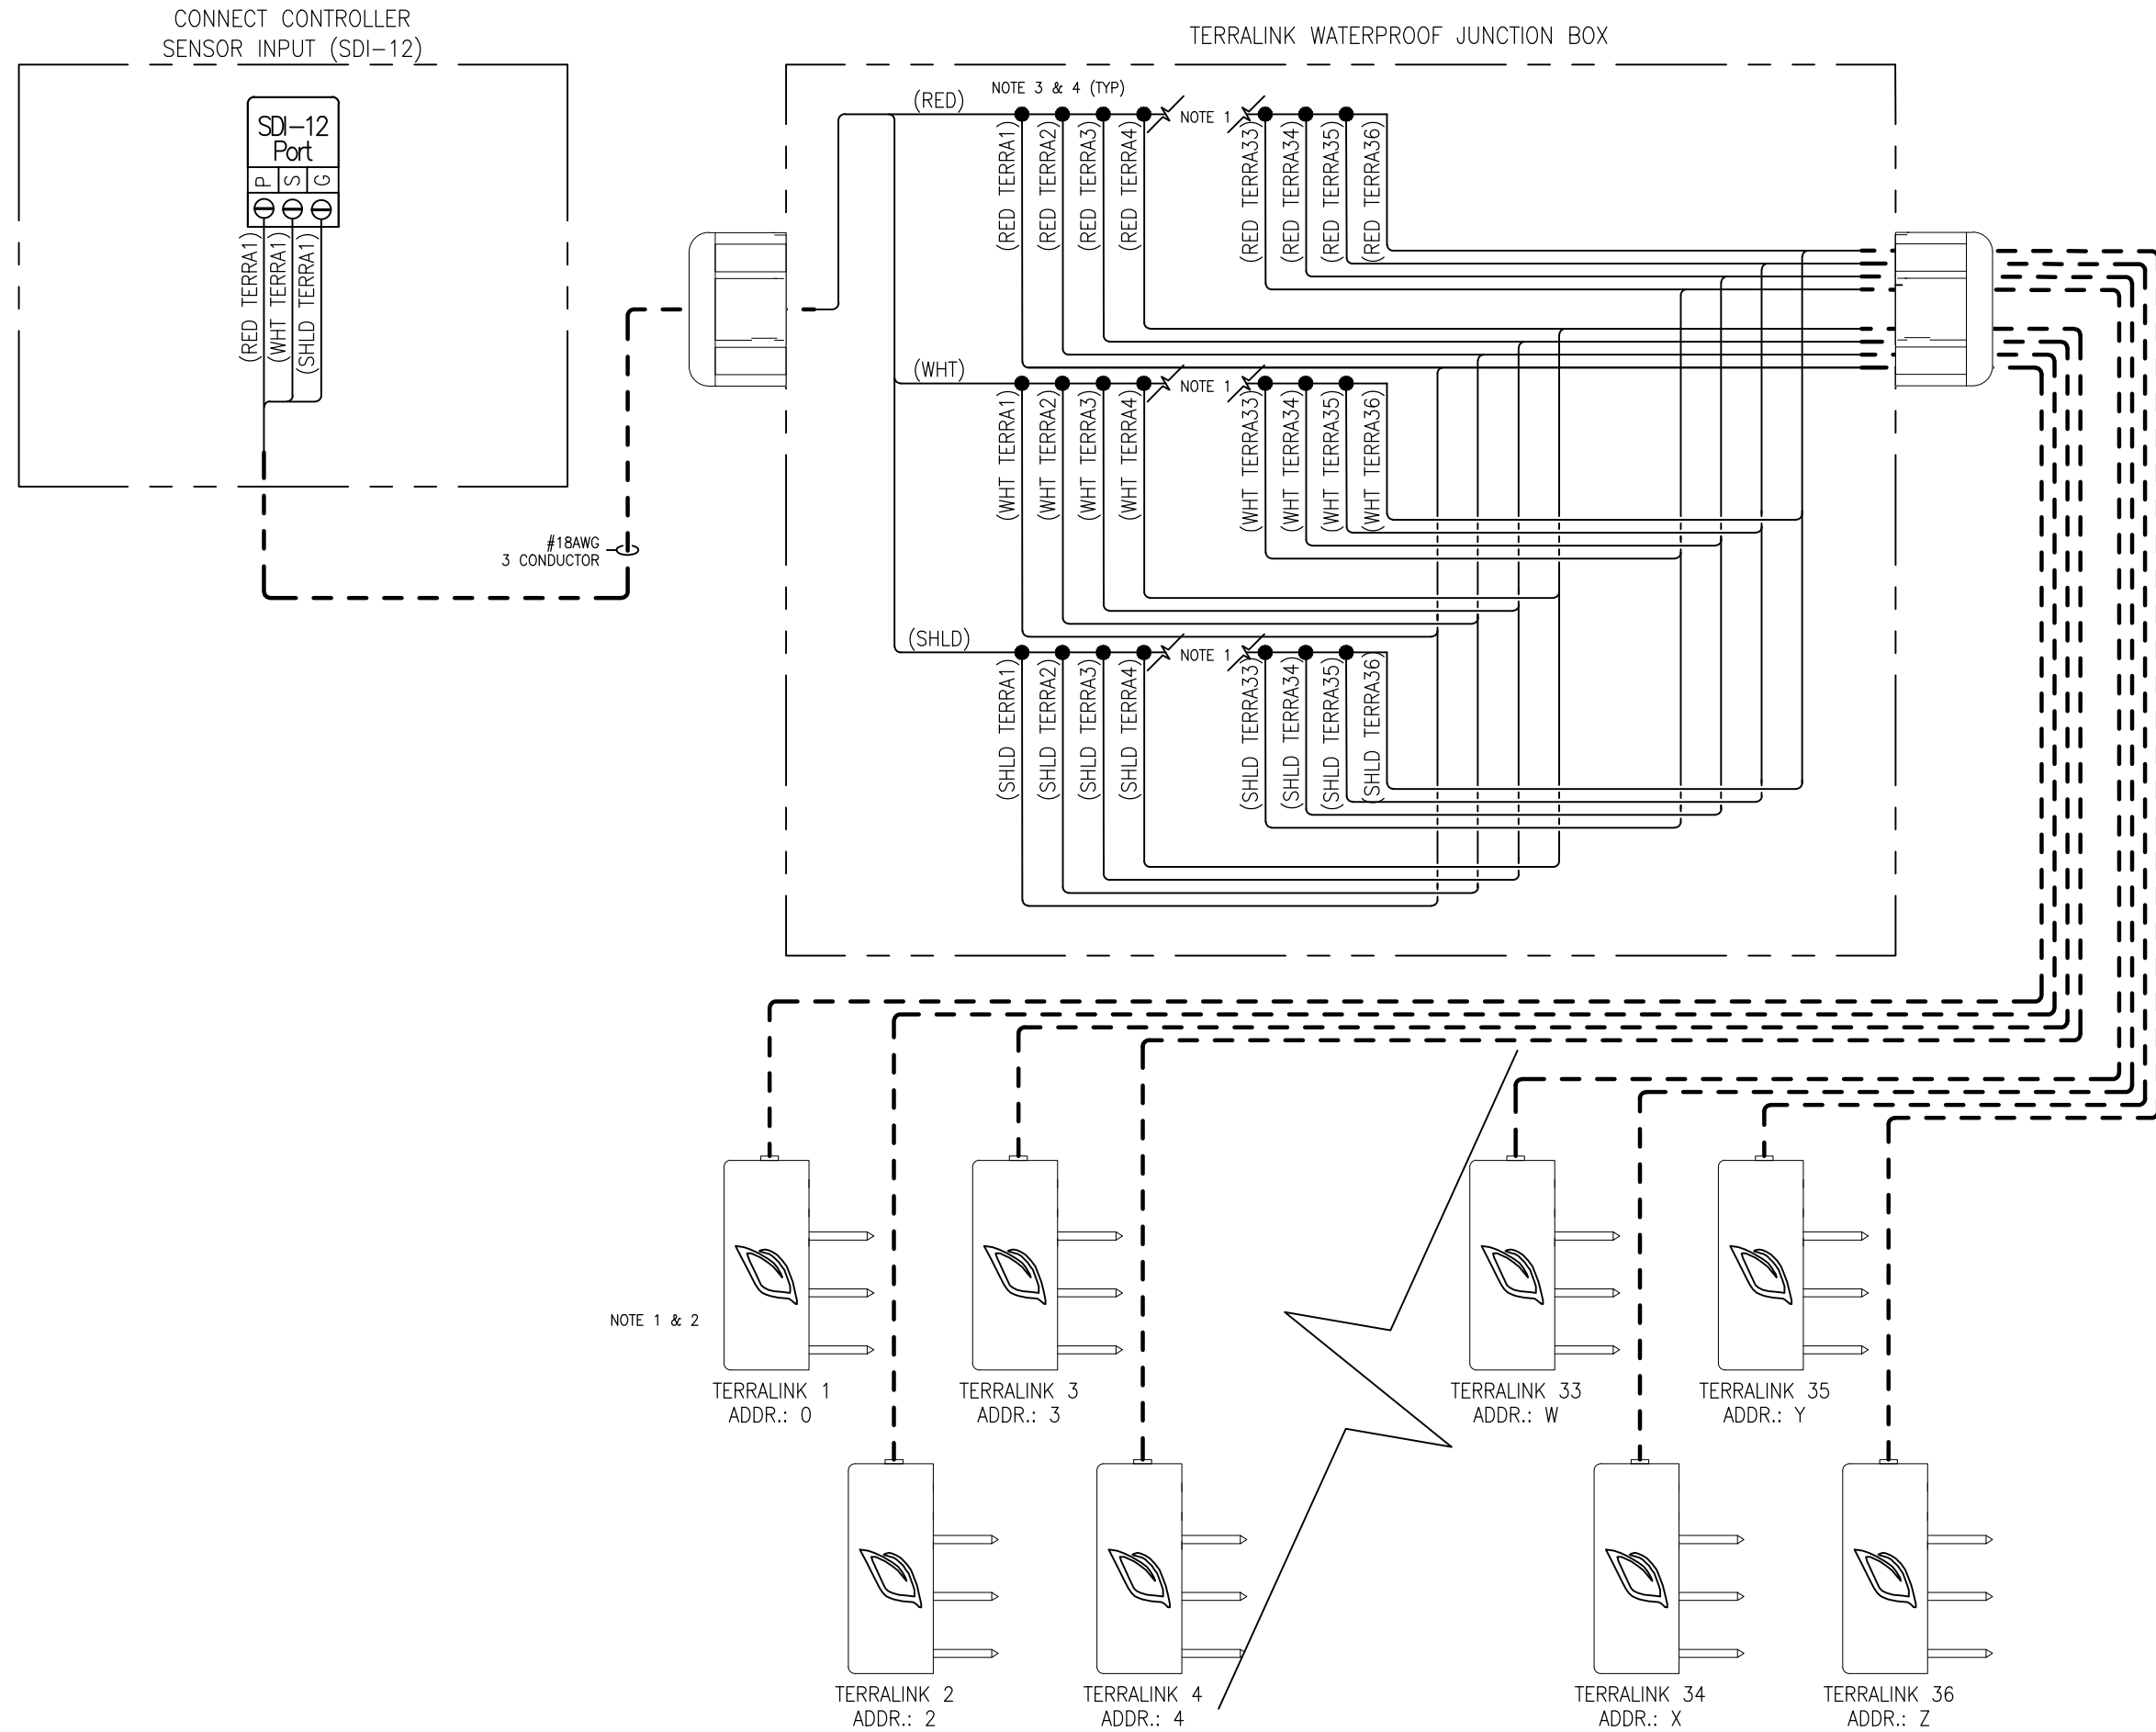 CONNECT CONTROLLER
SENSOR INPUT (SDI-12)
TERRALINK WATERPROOF JUNCTION BOX
SDI-12
Port
P S G
(RED TERRA1)
(WHT TERRA1)
(SHLD TERRA1)
#18AWG
3 CONDUCTOR
(RED)
NOTE 3 & 4 (TYP)
NOTE 1
(RED TERRA1)
(RED TERRA2)
(RED TERRA3)
(RED TERRA4)
(RED TERRA33)
(RED TERRA34)
(RED TERRA35)
(RED TERRA36)
(WHT)
NOTE 1
(WHT TERRA1)
(WHT TERRA2)
(WHT TERRA3)
(WHT TERRA4)
(WHT TERRA33)
(WHT TERRA34)
(WHT TERRA35)
(WHT TERRA36)
(SHLD)
NOTE 1
(SHLD TERRA1)
(SHLD TERRA2)
(SHLD TERRA3)
(SHLD TERRA4)
(SHLD TERRA33)
(SHLD TERRA34)
(SHLD TERRA35)
(SHLD TERRA36)
NOTE 1 & 2
TERRALINK 1
ADDR.: 0
TERRALINK 3
ADDR.: 3
TERRALINK 33
ADDR.: W
TERRALINK 35
ADDR.: Y
TERRALINK 2
ADDR.: 2
TERRALINK 4
ADDR.: 4
TERRALINK 34
ADDR.: X
TERRALINK 36
ADDR.: Z